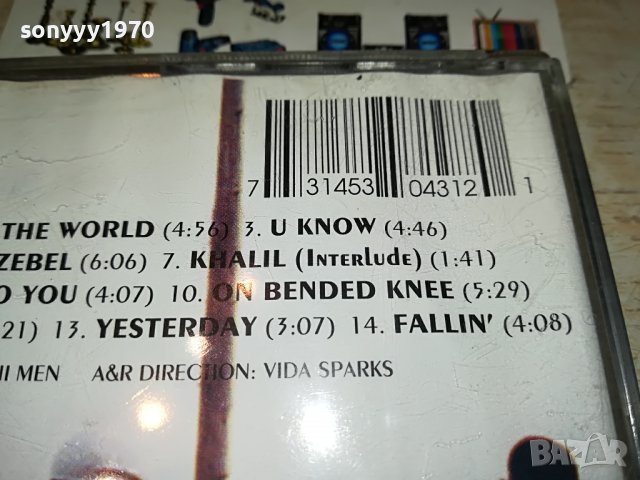 sonyyy1970
7 31453 04312 1
THE WORLD (4:56) 3. U KNOW (4:46)
ZEBEL (6:06) 7. KHALIL (INTERLUDE) (1:41)
O YOU (4:07) 10. ON BENDED KNEE (5:29)
21) 13. YESTERDAY (3:07) 14. FALLIN' (4:08)
II MEN A&R DIRECTION: VIDA SPARKS
BAZAR